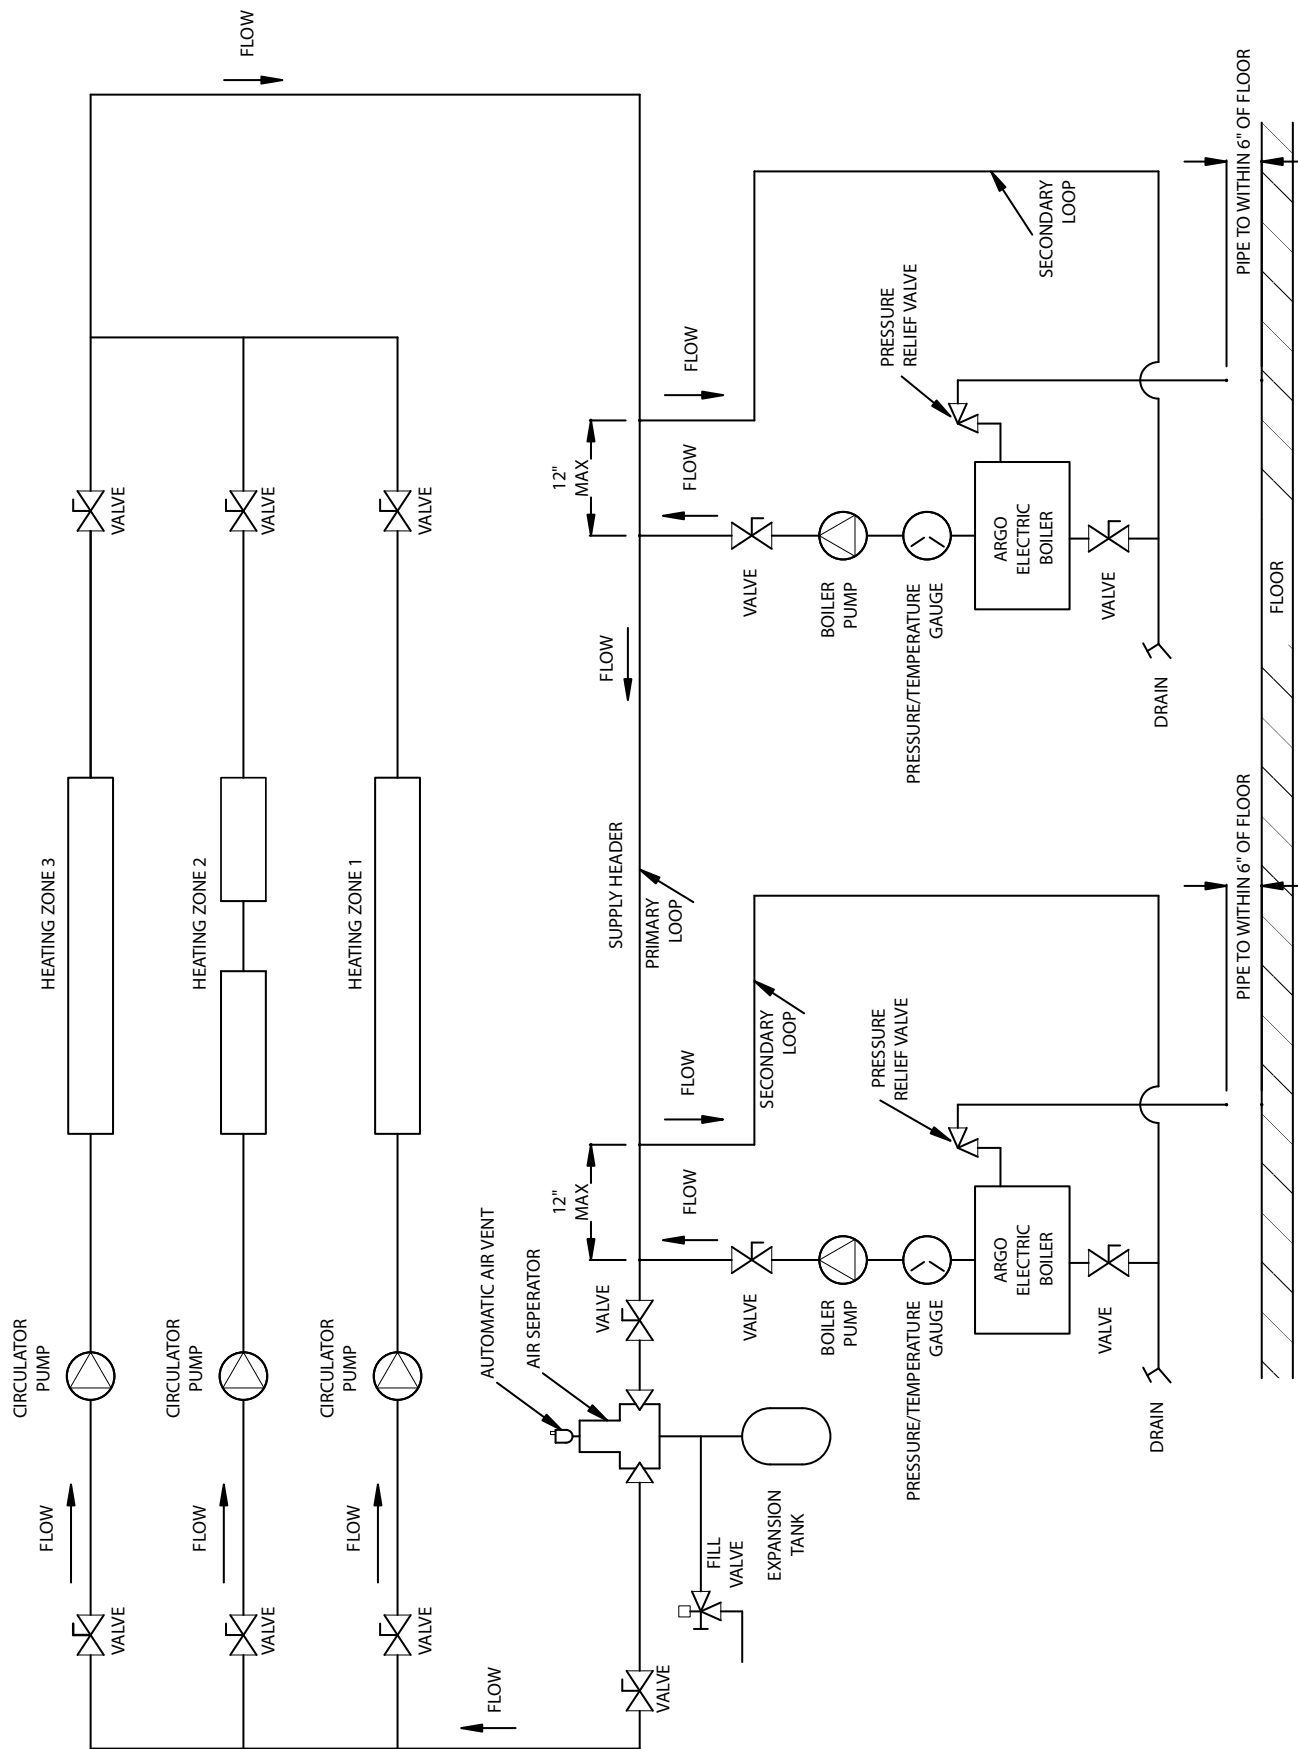 FLOW
CIRCULATOR
PUMP
HEATING ZONE 3
VALVE
FLOW
VALVE
CIRCULATOR
PUMP
HEATING ZONE 2
VALVE
FLOW
VALVE
CIRCULATOR
PUMP
HEATING ZONE 1
VALVE
FLOW
VALVE
FLOW
AUTOMATIC AIR VENT
AIR SEPERATOR
VALVE
12"
MAX
SUPPLY HEADER
PRIMARY
LOOP
FLOW
12"
MAX
VALVE
FILL
VALVE
EXPANSION
TANK
FLOW
FLOW
VALVE
SECONDARY
LOOP
BOILER
PUMP
PRESSURE/TEMPERATURE
GAUGE
PRESSURE
RELIEF VALVE
ARGO
ELECTRIC
BOILER
VALVE
DRAIN
PIPE TO WITHIN 6" OF FLOOR
FLOW
FLOW
VALVE
BOILER
PUMP
PRESSURE/TEMPERATURE
GAUGE
PRESSURE
RELIEF VALVE
ARGO
ELECTRIC
BOILER
VALVE
SECONDARY
LOOP
DRAIN
PIPE TO WITHIN 6" OF FLOOR
FLOOR